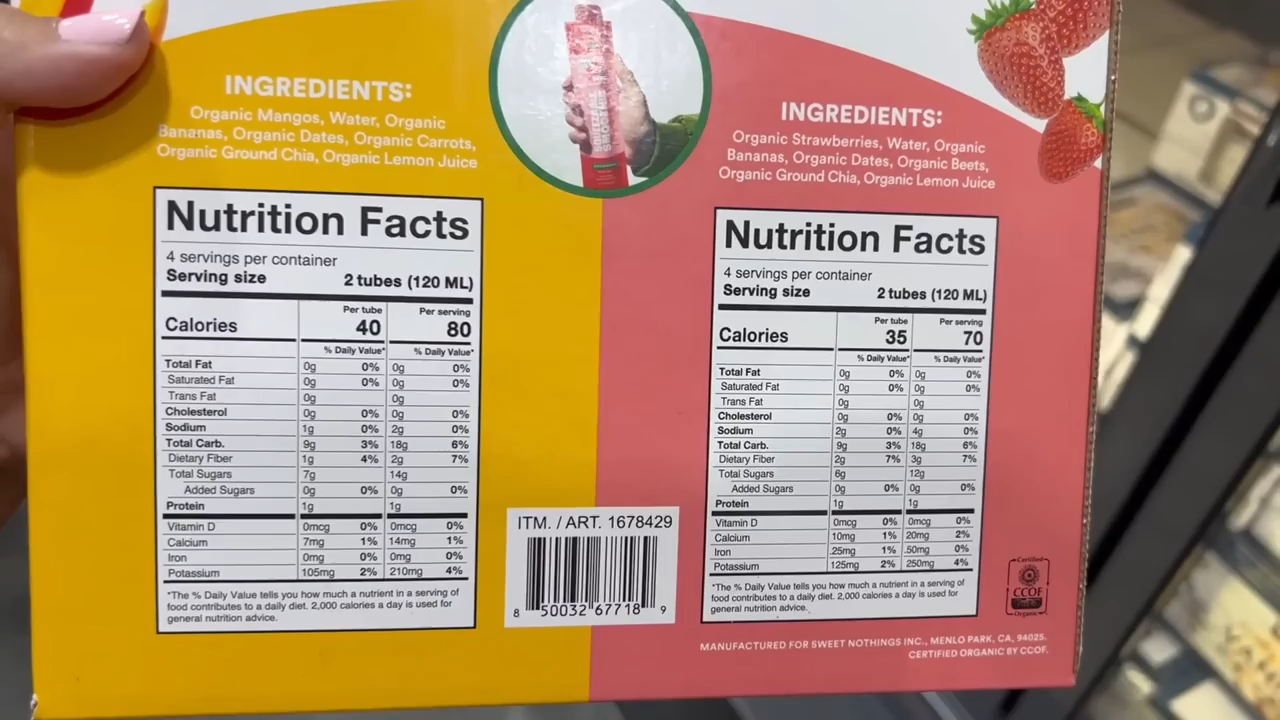 INGREDIENTS:
Organic Mangos, Water, Organic
Bananas, Organic Dates, Organic Carrots,
Organic Ground Chia, Organic Lemon Juice
Nutrition Facts
4 servings per container
Serving size 2 tubes (120 ML)
Per tube Per serving
Calories 40 80
% Daily Value* % Daily Value*
Total Fat 0g 0% 0g 0%
Saturated Fat 0g 0% 0g 0%
Trans Fat 0g 0g
Cholesterol 0g 0% 0g 0%
Sodium 1g 0% 2g 0%
Total Carb. 9g 3% 18g 6%
Dietary Fiber 1g 4% 2g 7%
Total Sugars 7g 14g
Added Sugars 0g 0% 0g 0%
Protein 1g 1g
Vitamin D 0mcg 0% 0mcg 0%
Calcium 7mg 1% 14mg 1%
Iron 0mg 0% 0mg 0%
Potassium 105mg 2% 210mg 4%
*The % Daily Value tells you how much a nutrient in a serving of
food contributes to a daily diet. 2,000 calories a day is used for
general nutrition advice.
ITM. / ART. 1678429
8 50032 67718 9
INGREDIENTS:
Organic Strawberries, Water, Organic
Bananas, Organic Dates, Organic Beets,
Organic Ground Chia, Organic Lemon Juice
Nutrition Facts
4 servings per container
Serving size 2 tubes (120 ML)
Per tube Per serving
Calories 35 70
% Daily Value* % Daily Value*
Total Fat 0g 0% 0g 0%
Saturated Fat 0g 0% 0g 0%
Trans Fat 0g 0g
Cholesterol 0g 0% 0g 0%
Sodium 2g 0% 4g 0%
Total Carb. 9g 3% 18g 6%
Dietary Fiber 2g 7% 3g 7%
Total Sugars 6g 12g
Added Sugars 0g 0% 0g 0%
Protein 1g 1g
Vitamin D 0mcg 0% 0mcg 0%
Calcium 10mg 1% 20mg 2%
Iron .25mg 1% .50mg 0%
Potassium 125mg 2% 250mg 4%
*The % Daily Value tells you how much a nutrient in a serving of
food contributes to a daily diet. 2,000 calories a day is used for
general nutrition advice.
Certified
CCOF
Organic
MANUFACTURED FOR SWEET NOTHINGS INC., MENLO PARK, CA, 94025.
CERTIFIED ORGANIC BY CCOF.